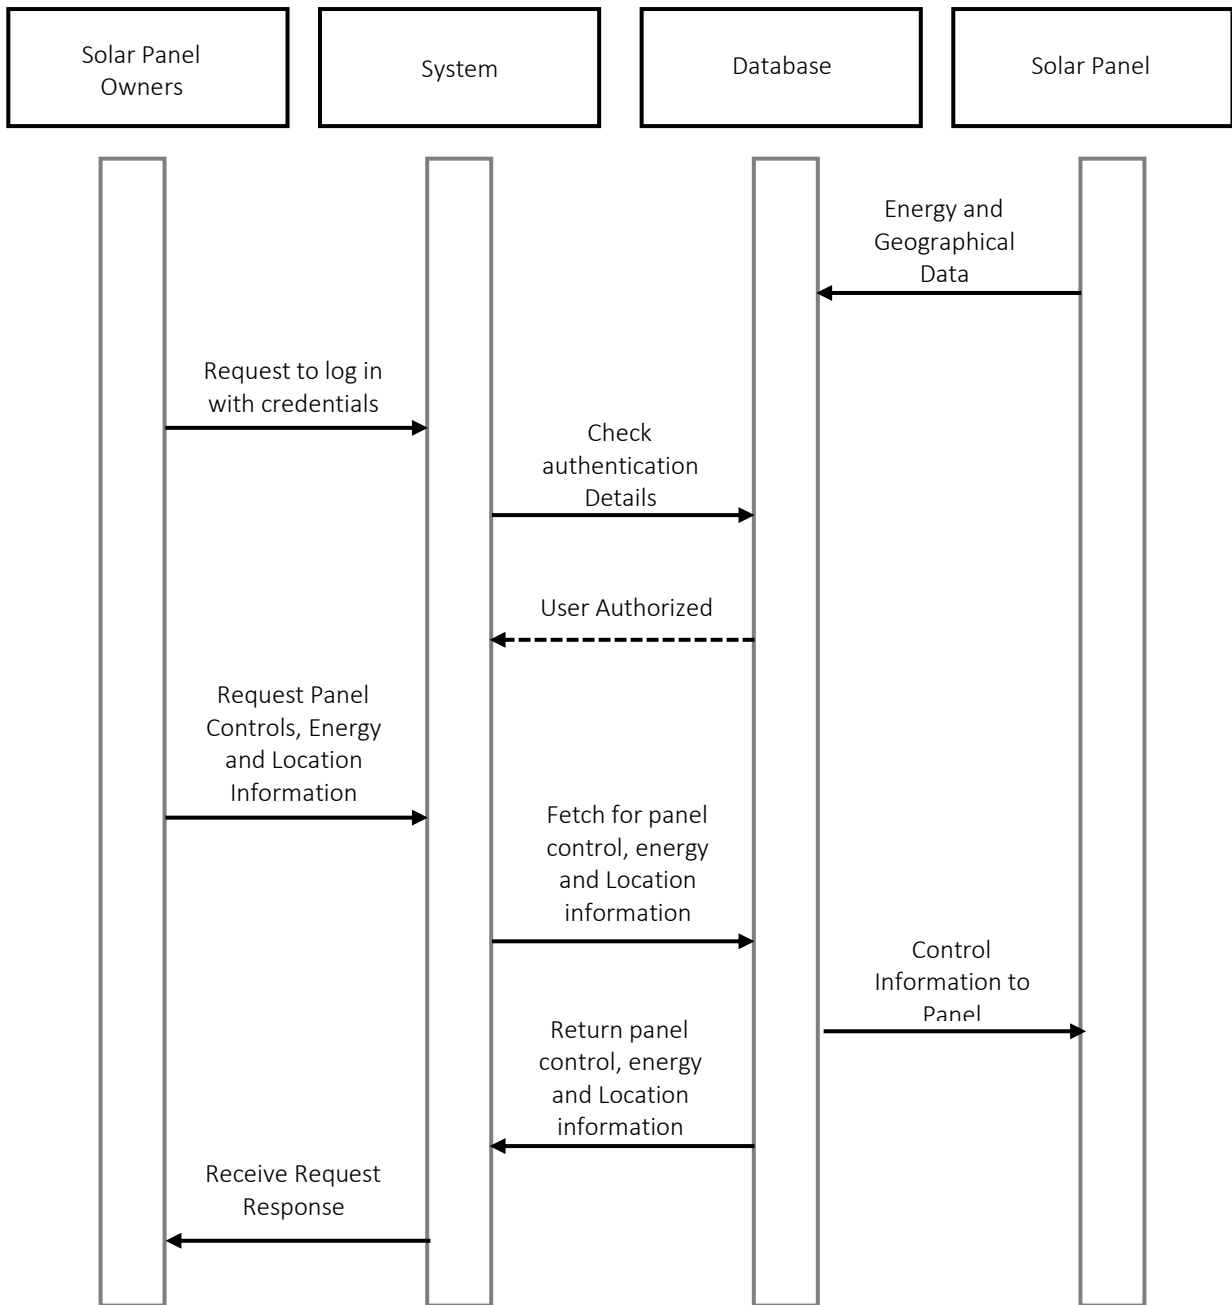 Solar Panel
Owners
System
Database
Solar Panel
Energy and
Geographical
Data
Request to log in
with credentials
Check
authentication
Details
User Authorized
Request Panel
Controls, Energy
and Location
Information
Fetch for panel
control, energy
and Location
information
Control
Information to
Panel
Return panel
control, energy
and Location
information
Receive Request
Response